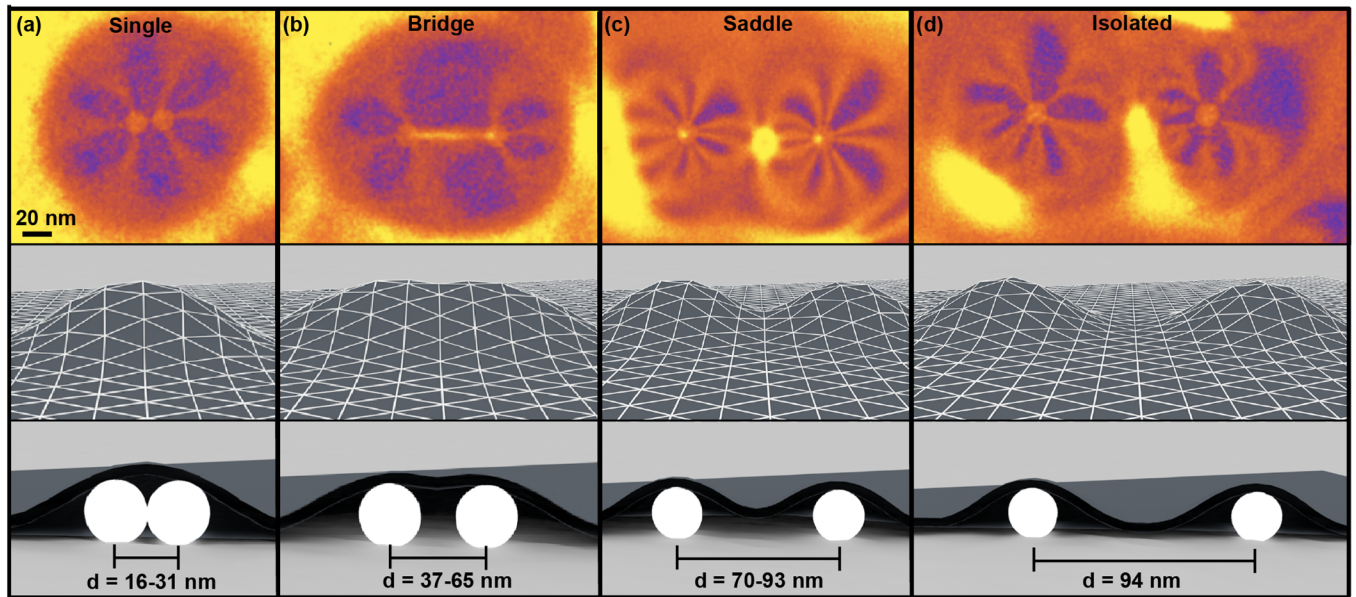 (a) Single
(b) Bridge
(c) Saddle
(d) Isolated
20 nm
d = 16-31 nm
d = 37-65 nm
d = 70-93 nm
d = 94 nm